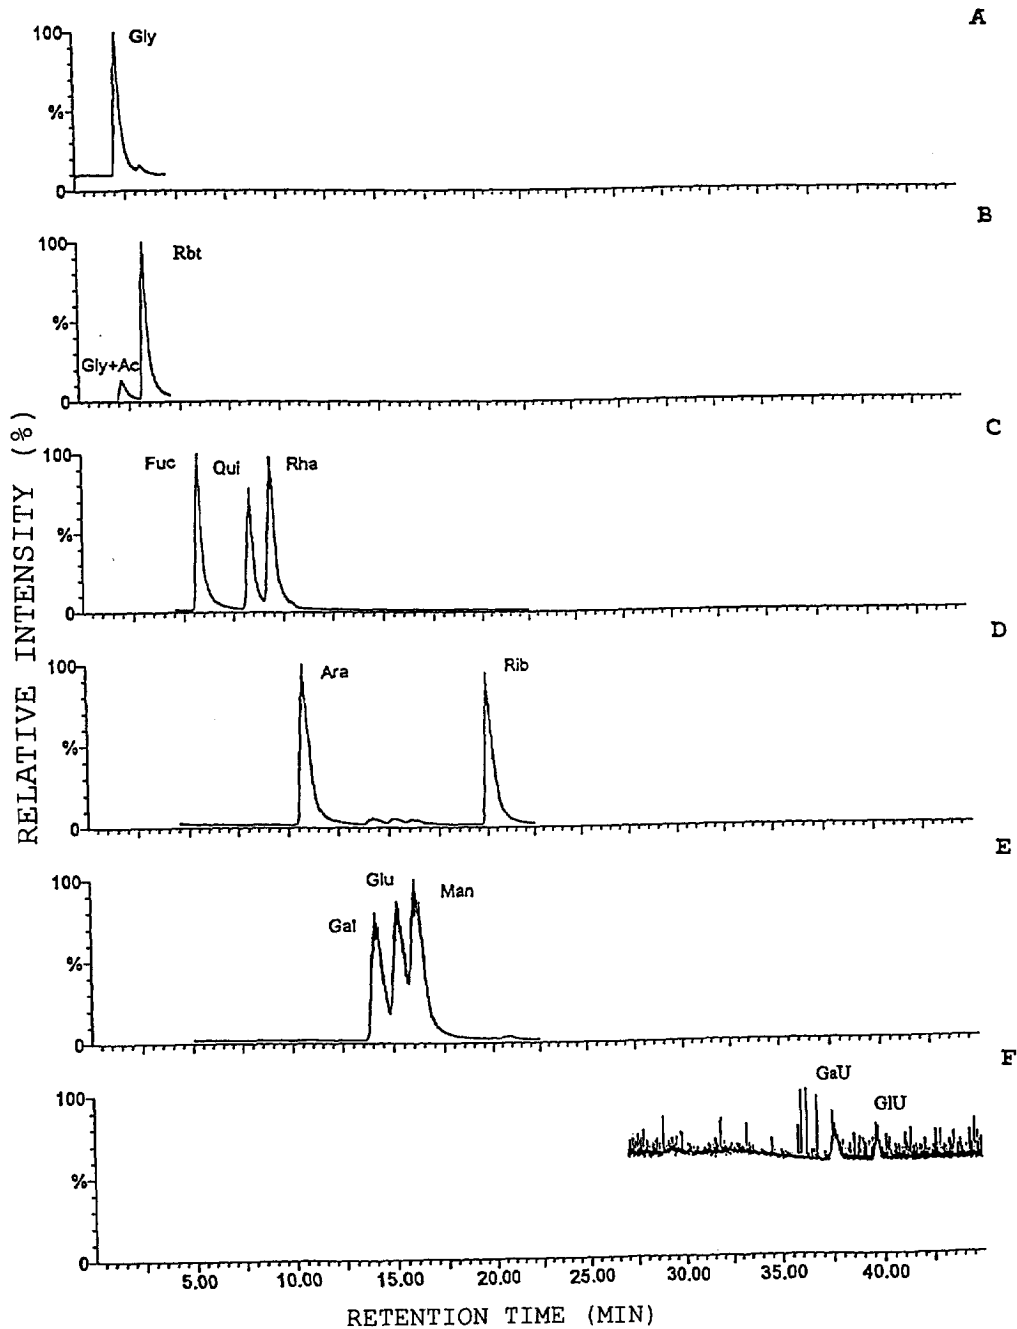 A
100
Gly
%
0
B
100
Rbt
%
Gly+Ac
0
C
100
Fuc
Qui
Rha
%
0
D
100
Ara
Rib
%
0
E
100
Glu
Man
Gal
%
0
F
GaU
100
GlU
%
0
5.00 10.00 15.00 20.00 25.00 30.00 35.00 40.00
RETENTION TIME (MIN)
RELATIVE INTENSITY (%)